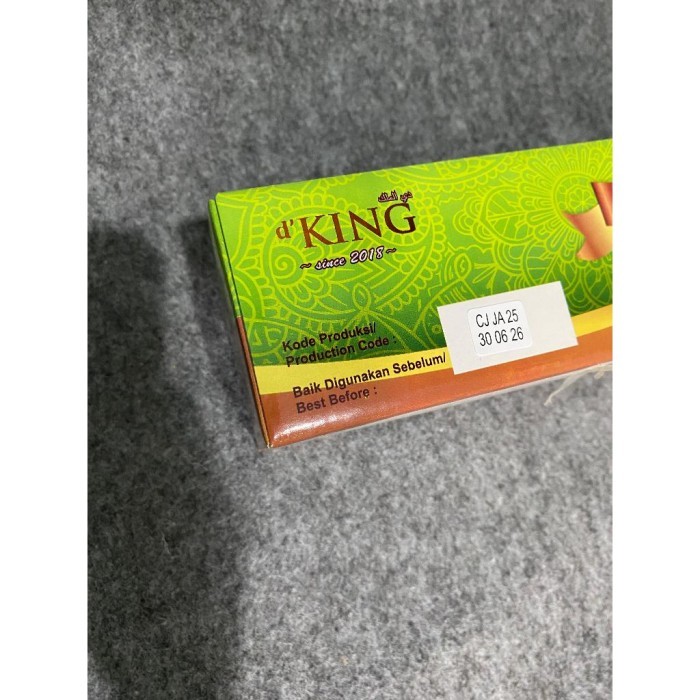 d'KING
~ since 2018 ~
Kode Produksi/
Production Code :
CJ JA 25
30 06 26
Baik Digunakan Sebelum/
Best Before :